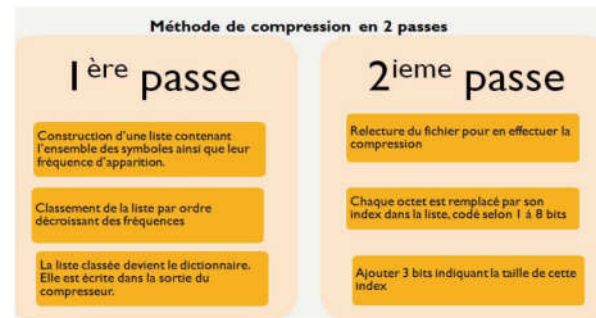 Méthode de compression en 2 passes
1ère passe
Construction d'une liste contenant
l'ensemble des symboles ainsi que leur
fréquence d'apparition.
Classement de la liste par ordre
décroissant des fréquences
La liste classée devient le dictionnaire.
Elle est écrite dans la sortie du
compresseur.
2ieme passe
Relecture du fichier pour en effectuer la
compression
Chaque octet est remplacé par son
index dans la liste, codé selon 1 á 8 bits
Ajouter 3 bits indiquant la taille de cette
index